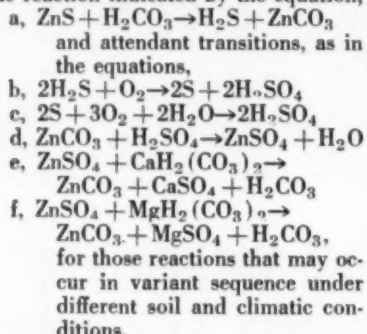 the reaction indicated by the equation,
a, ZnS+H₂CO₃→H₂S+ZnCO₃
and attendant transitions, as in
the equations,
b, 2H₂S+O₂→2S+2H₂SO₄
c, 2S+3O₂+2H₂O→2H₂SO₄
d, ZnCO₃+H₂SO₄→ZnSO₄+H₂O
e, ZnSO₄+CaH₂(CO₃)₂→
ZnCO₃+CaSO₄+H₂CO₃
f, ZnSO₄+MgH₂(CO₃)₂→
ZnCO₃+MgSO₄+H₂CO₃,
for those reactions that may oc-
cur in variant sequence under
different soil and climatic con-
ditions.